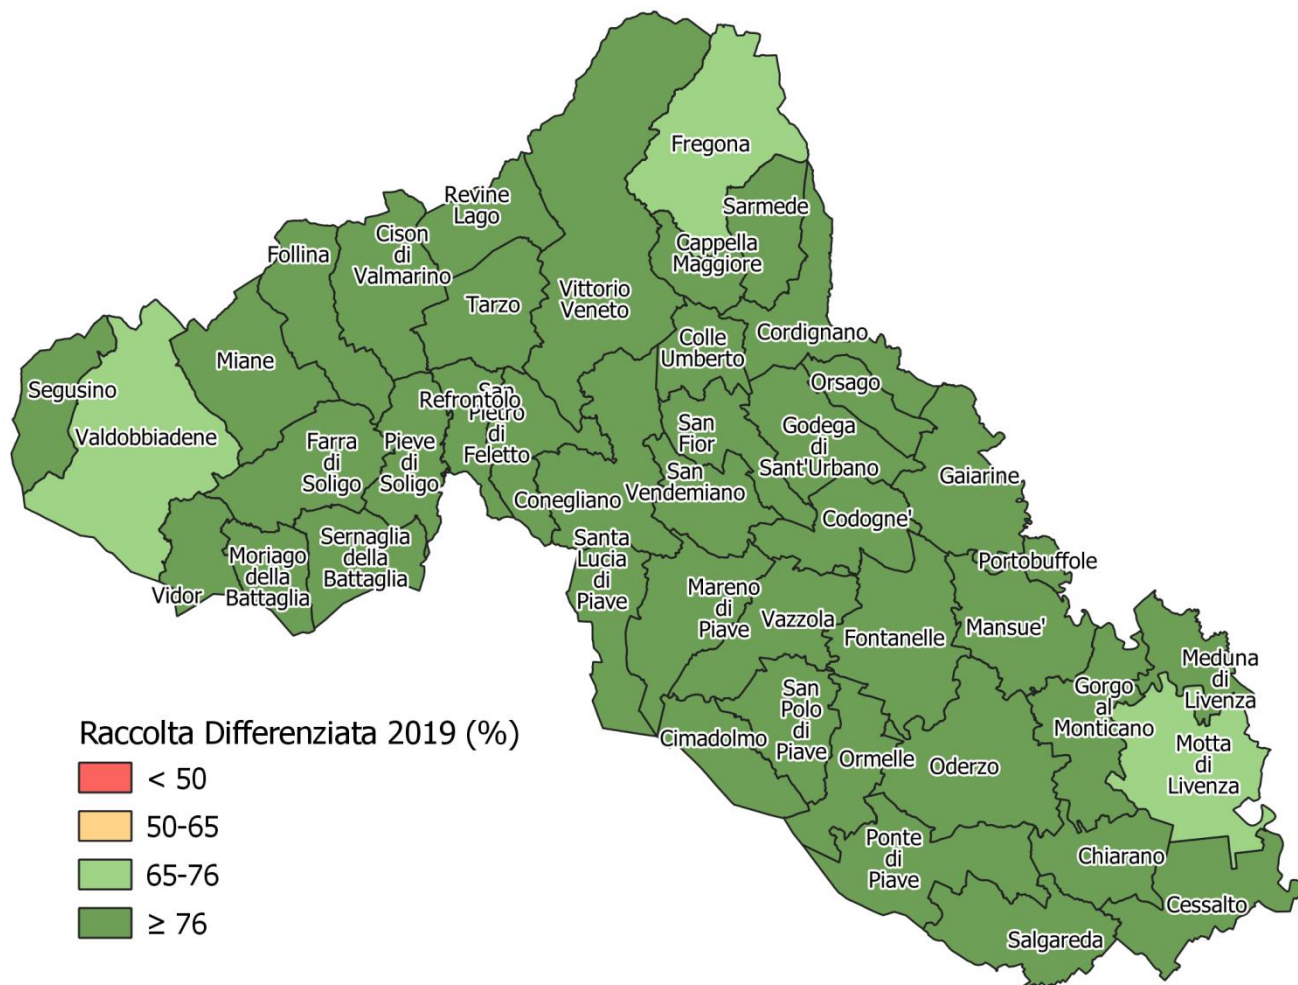 Fregona
Revine
Lago
Sarmede
Cison
di
Valmarino
Follina
Cappella
Maggiore
Tarzo
Vittorio
Veneto
Colle
Umberto
Cordignano
Miane
Segusino
Orsago
Refrontolo
San
Pietro
di
Feletto
Valdobbiadene
Farra
di
Soligo
Pieve
di
Soligo
San
Fior
Godega
di
Sant'Urbano
Gaiarine
Conegliano
San
Vendemiano
Codogne'
Moriago
della
Battaglia
Sernaglia
della
Battaglia
Vidor
Santa
Lucia
di
Piave
Portobuffole
Mareno
di
Piave
Vazzola
Fontanelle
Mansue'
Meduna
di
Livenza
Gorgo
al
Monticano
San
Polo
di
Piave
Cimadolmo
Ormelle
Oderzo
Motta
di
Livenza
Ponte
di
Piave
Chiarano
Cessalto
Salgareda
Raccolta Differenziata 2019 (%)
< 50
50-65
65-76
≥ 76